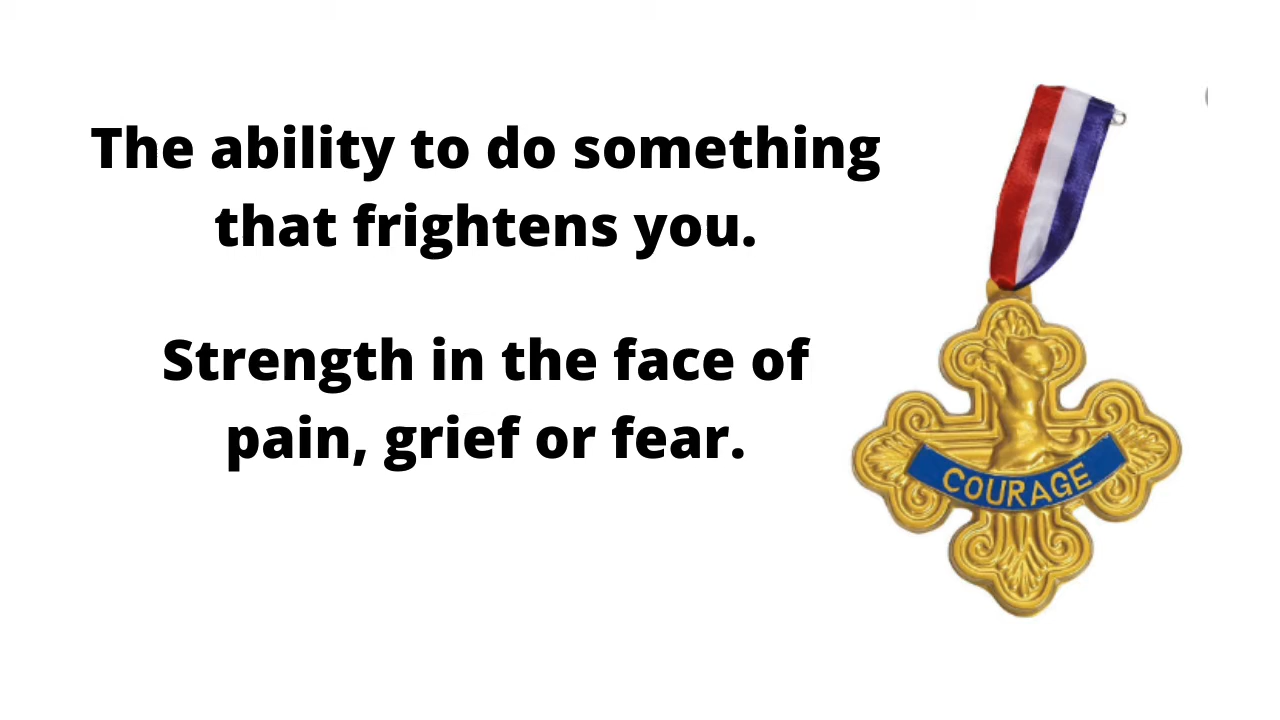 The ability to do something
that frightens you.
Strength in the face of
pain, grief or fear.
COURAGE